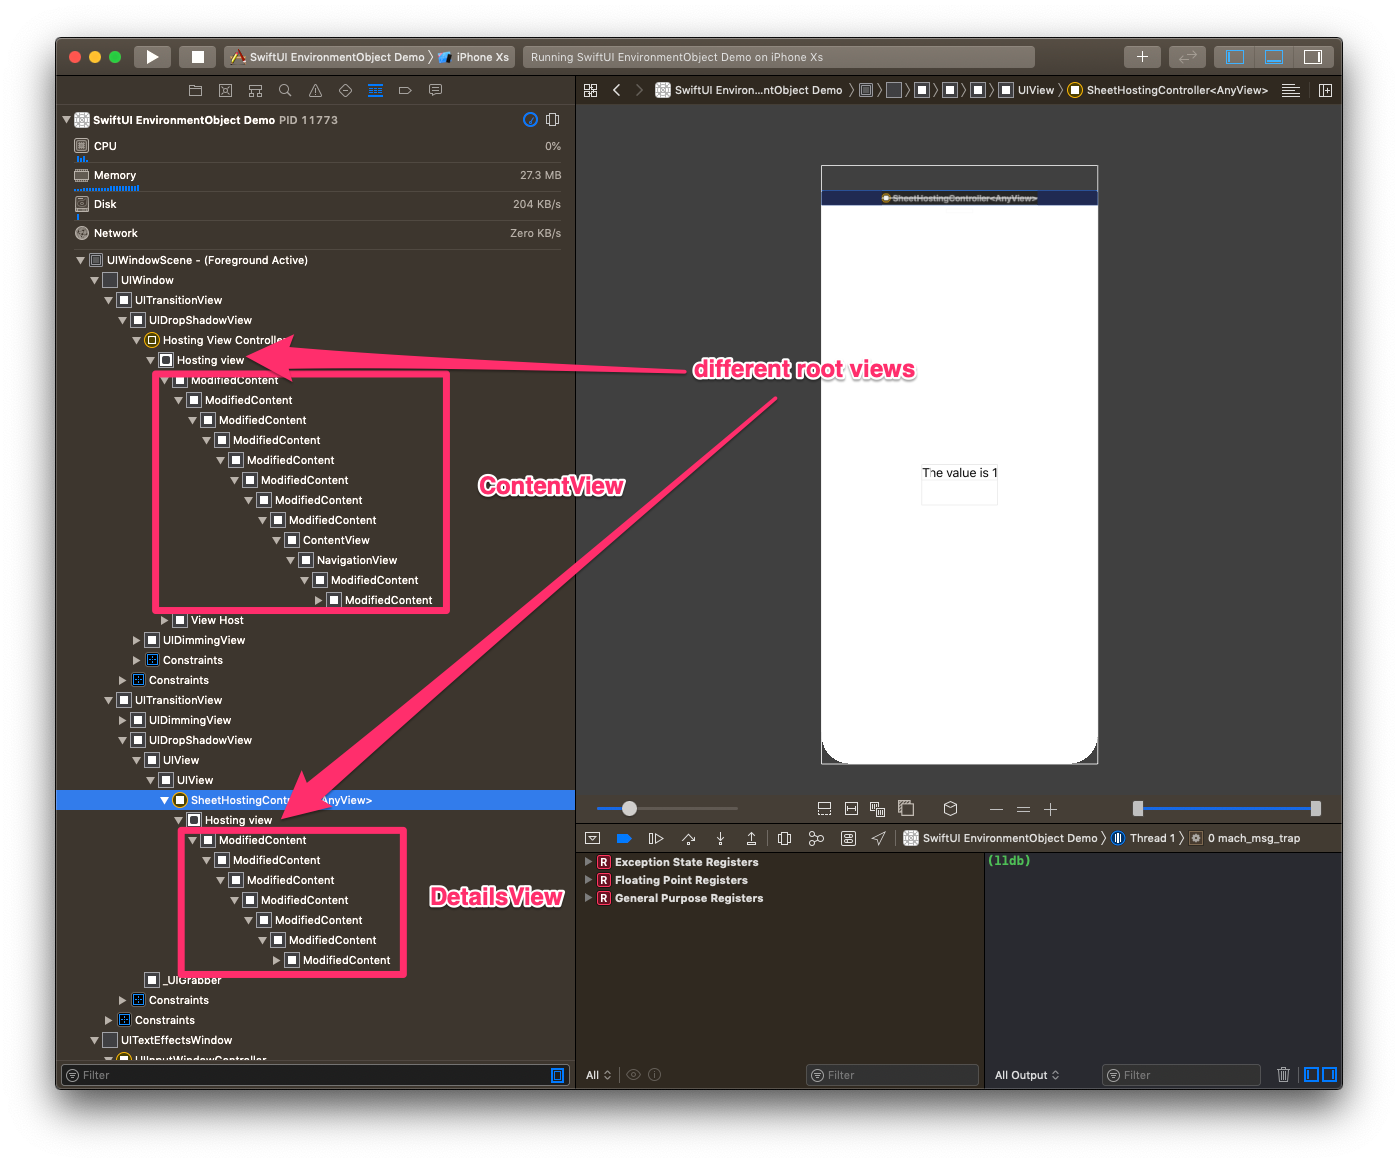 SwiftUI EnvironmentObject Demo
iPhone Xs
Running SwiftUI EnvironmentObject Demo on iPhone Xs
SwiftUI Environ...ntObject Demo
UIView
SheetHostingController<AnyView>
SwiftUI EnvironmentObject Demo PID 11773
CPU 0%
Memory 27.3 MB
Disk 204 KB/s
Network Zero KB/s
UIWindowScene - (Foreground Active)
UIWindow
UITransitionView
UIDropShadowView
Hosting View Controller
Hosting view
ModifiedContent
ModifiedContent
ModifiedContent
ModifiedContent
ModifiedContent
ModifiedContent
ModifiedContent
ModifiedContent
ContentView
NavigationView
ModifiedContent
ModifiedContent
View Host
UIDimmingView
Constraints
Constraints
UITransitionView
UIDimmingView
UIDropShadowView
UIView
UIView
SheetHostingCont AnyView>
Hosting view
ModifiedContent
ModifiedContent
ModifiedContent
ModifiedContent
ModifiedContent
ModifiedContent
ModifiedContent
_UIGrabber
Constraints
Constraints
UITextEffectsWindow
UIInputWindowController
Filter
different root views
ContentView
DetailsView
SheetHostingController<AnyView>
The value is 1
SwiftUI EnvironmentObject Demo
Thread 1
0 mach_msg_trap
R Exception State Registers
R Floating Point Registers
R General Purpose Registers
(lldb)
All
Filter
All Output
Filter